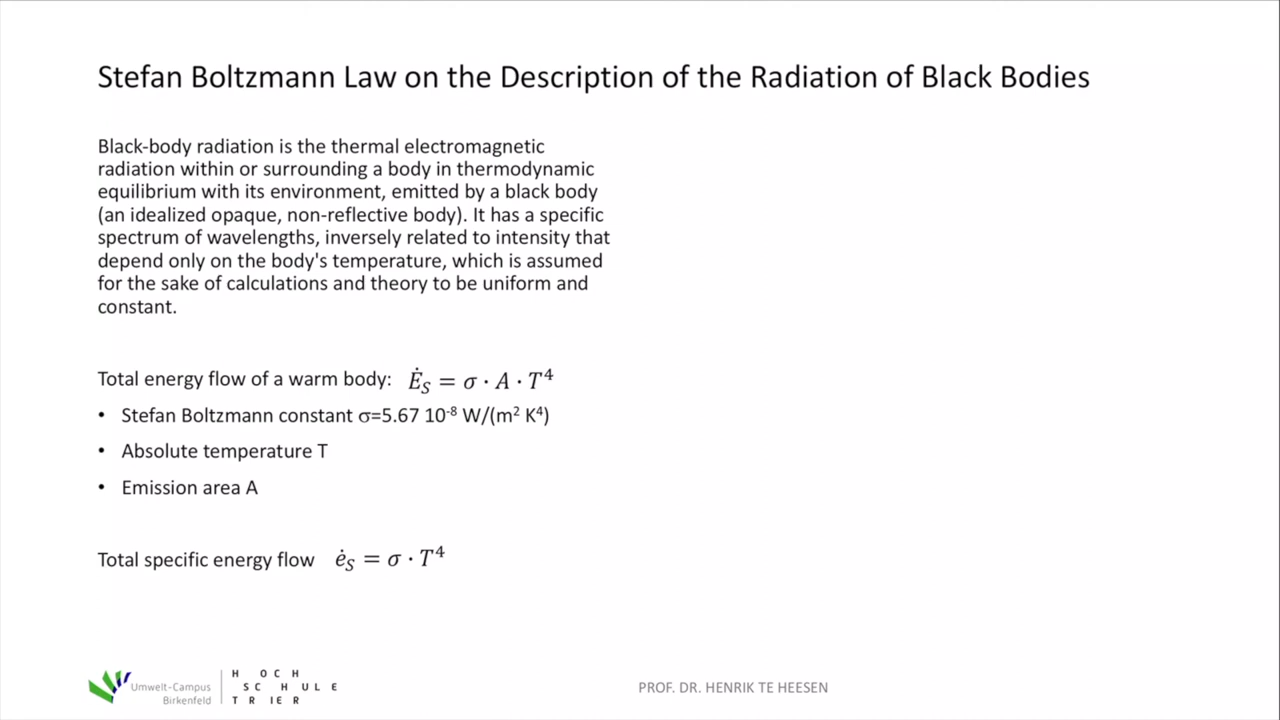 Stefan Boltzmann Law on the Description of the Radiation of Black Bodies
Black-body radiation is the thermal electromagnetic
radiation within or surrounding a body in thermodynamic
equilibrium with its environment, emitted by a black body
(an idealized opaque, non-reflective body). It has a specific
spectrum of wavelengths, inversely related to intensity that
depend only on the body's temperature, which is assumed
for the sake of calculations and theory to be uniform and
constant.
Total energy flow of a warm body: Ė_S = σ · A · T⁴
• Stefan Boltzmann constant σ=5.67 10⁻⁸ W/(m² K⁴)
• Absolute temperature T
• Emission area A
Total specific energy flow ė_S = σ · T⁴
Umwelt-Campus
Birkenfeld
H OCH
SC HULE
TRIER
PROF. DR. HENRIK TE HEESEN